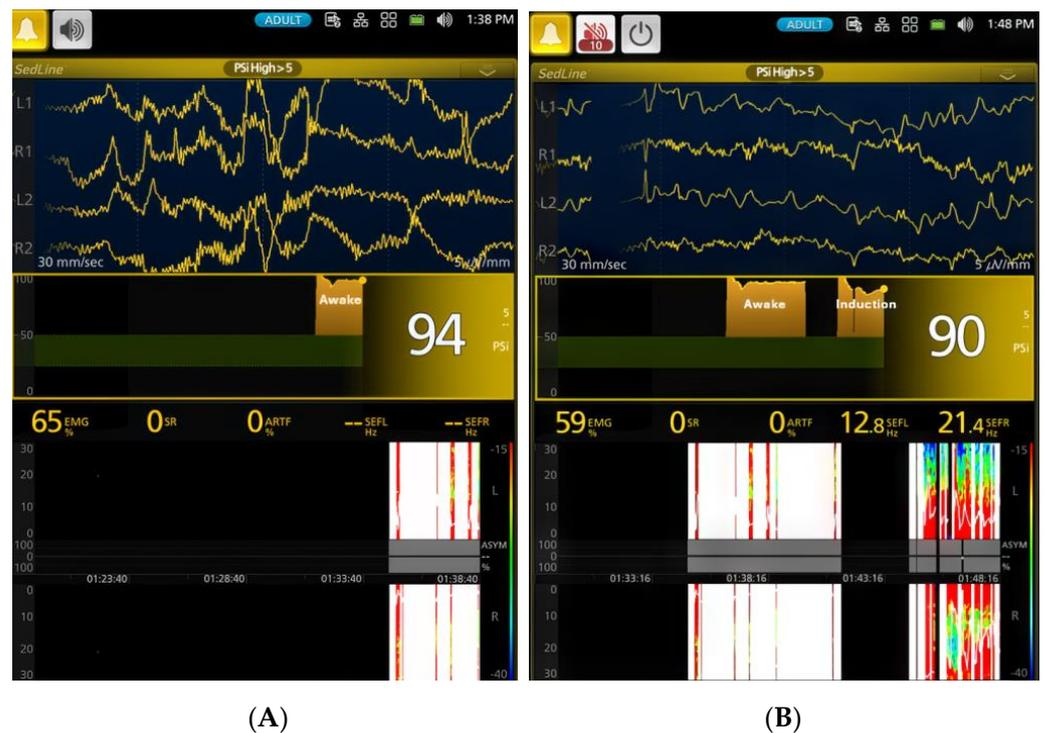 ADULT 1:38 PM
SedLine PSi High > 5
L1
R1
L2
R2
30 mm/sec 5 μV/mm
100
Awake
50
0
94
5
--
PSi
65 EMG % 0 SR 0 ARTF % -- SEFL Hz -- SEFR Hz
30
20
10
0
-15
L
100
0
100
ASYM
--
%
01:23:40 01:28:40 01:33:40 01:38:40
0
10
20
30
R
-40
(A)
10
ADULT 1:48 PM
SedLine PSi High > 5
L1
R1
L2
R2
30 mm/sec 5 μV/mm
100
Awake Induction
50
0
90
5
--
PSi
59 EMG % 0 SR 0 ARTF % 12.8 SEFL Hz 21.4 SEFR Hz
30
20
10
0
-15
L
100
0
100
ASYM
--
%
01:33:16 01:38:16 01:43:16 01:48:16
0
10
20
30
R
-40
(B)